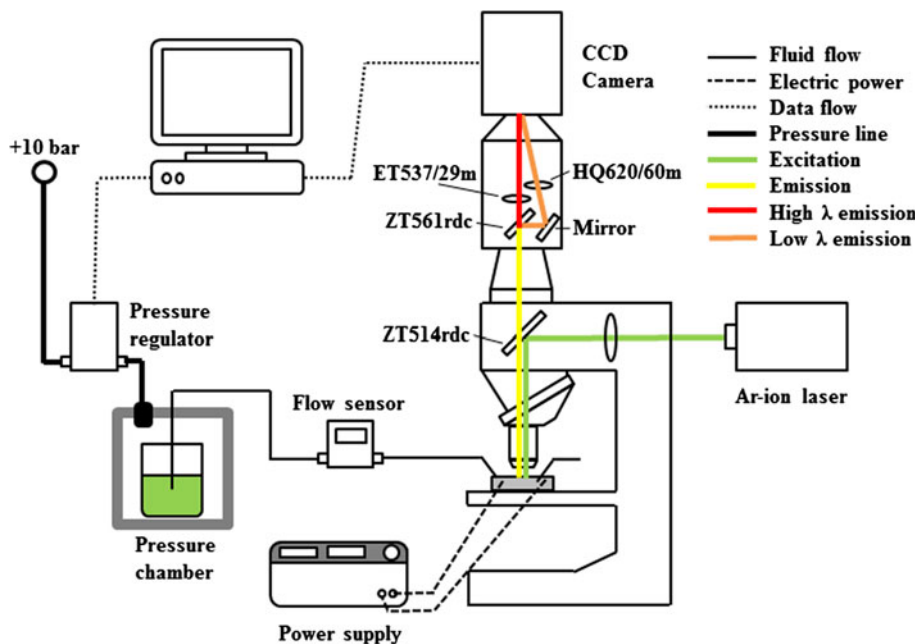 CCD
Camera
Fluid flow
Electric power
Data flow
Pressure line
Excitation
Emission
High λ emission
Low λ emission
+10 bar
ET537/29m
HQ620/60m
ZT561rdc
Mirror
Pressure
regulator
ZT514rdc
Ar-ion laser
Flow sensor
Pressure
chamber
Power supply